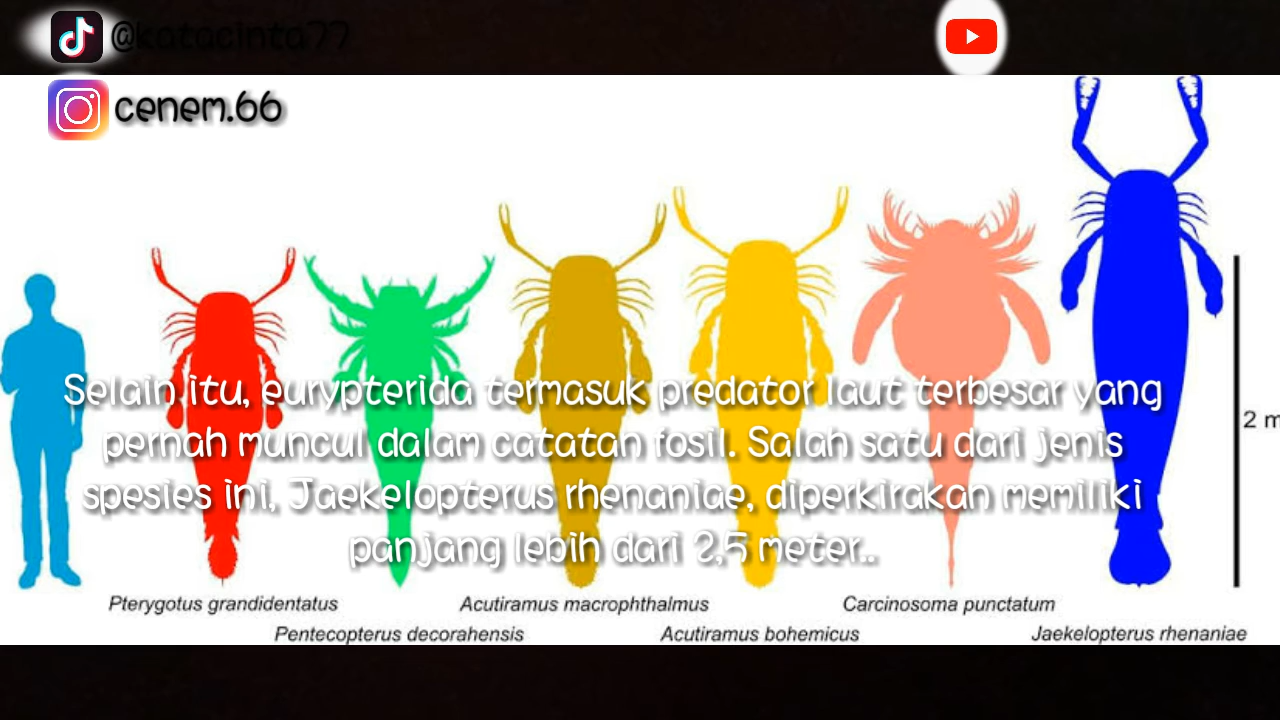 @katacinta77
cenem.66
Selain itu, eurypterida termasuk predator laut terbesar yang
pernah muncul dalam catatan fosil. Salah satu dari jenis
spesies ini, Jaekelopterus rhenaniae, diperkirakan memiliki
panjang lebih dari 2,5 meter..
2 m
Pterygotus grandidentatus
Acutiramus macrophthalmus
Carcinosoma punctatum
Pentecopterus decorahensis
Acutiramus bohemicus
Jaekelopterus rhenaniae